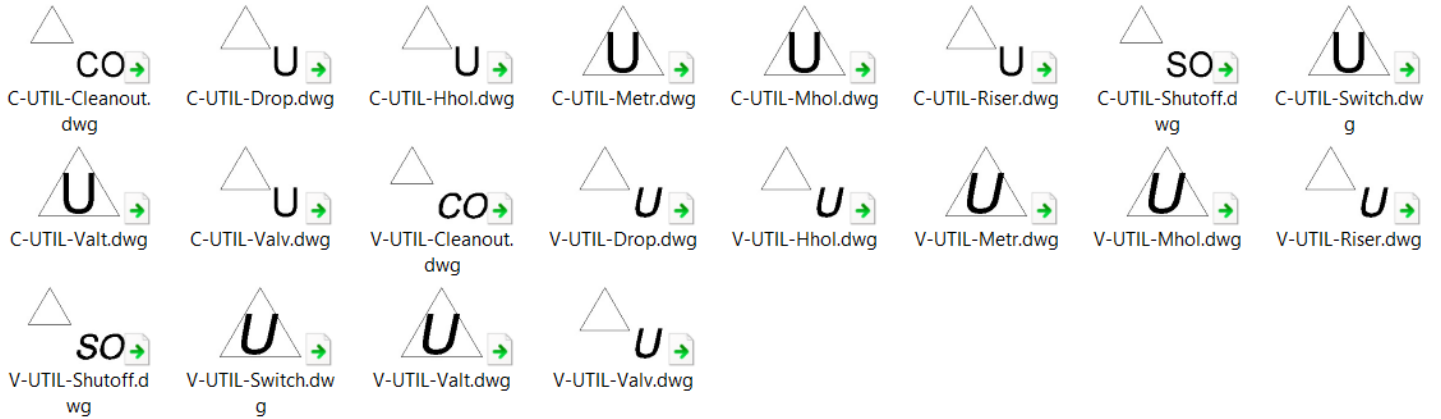 CO U U U U U SO U
C-UTIL-Cleanout. C-UTIL-Drop.dwg C-UTIL-Hhol.dwg C-UTIL-Metr.dwg C-UTIL-Mhol.dwg C-UTIL-Riser.dwg C-UTIL-Shutoff.d C-UTIL-Switch.dw
dwg wg g
U U CO U U U U U
C-UTIL-Valt.dwg C-UTIL-Valv.dwg V-UTIL-Cleanout. V-UTIL-Drop.dwg V-UTIL-Hhol.dwg V-UTIL-Metr.dwg V-UTIL-Mhol.dwg V-UTIL-Riser.dwg
dwg
SO U U U
V-UTIL-Shutoff.d V-UTIL-Switch.dw V-UTIL-Valt.dwg V-UTIL-Valv.dwg
wg g